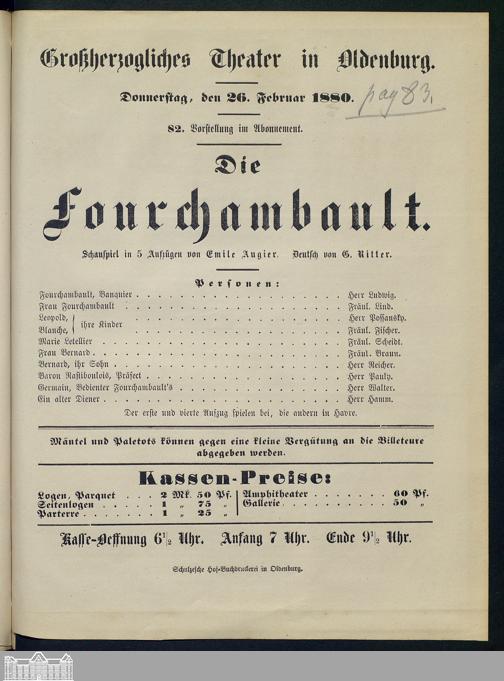 Großherzogliches Theater in Oldenburg.
Donnerstag, den 26. Februar 1880.
pag 83.
82. Vorstellung im Abonnement.
Die
Fourchambault.
Schauspiel in 5 Aufzügen von Emile Augier. Deutsch von G. Ritter.
Personen:
Fourchambault, Banquier . . . . . Herr Ludwig.
Frau Fourchambault . . . . . Fräul. Lind.
Leopold, } ihre Kinder . . . . . Herr Possansky.
Blanche, } . . . . . Fräul. Fischer.
Marie Letellier . . . . . Fräul. Scheidt.
Frau Bernard . . . . . Fräul. Braun.
Bernard, ihr Sohn . . . . . Herr Reicher.
Baron Rastiboulois, Präfect . . . . . Herr Pauly.
Germain, Bedienter Fourchambault's . . . . . Herr Walter.
Ein alter Diener . . . . . Herr Hamm.
Der erste und vierte Aufzug spielen bei, die andern in Havre.
Mäntel und Paletots können gegen eine kleine Vergütung an die Billeteure
abgegeben werden.
Kassen-Preise:
Logen, Parquet . . . 2 Mk. 50 Pf. | Amphitheater . . . . . 60 Pf.
Seitenlogen . . . . 1 „ 75 „ | Gallerie . . . . . 50 „
Parterre . . . . . 1 „ 25 „
Kasse-Oeffnung 6 1/2 Uhr. Anfang 7 Uhr. Ende 9 1/2 Uhr.
Schulzesche Hof-Buchdruckerei in Oldenburg.